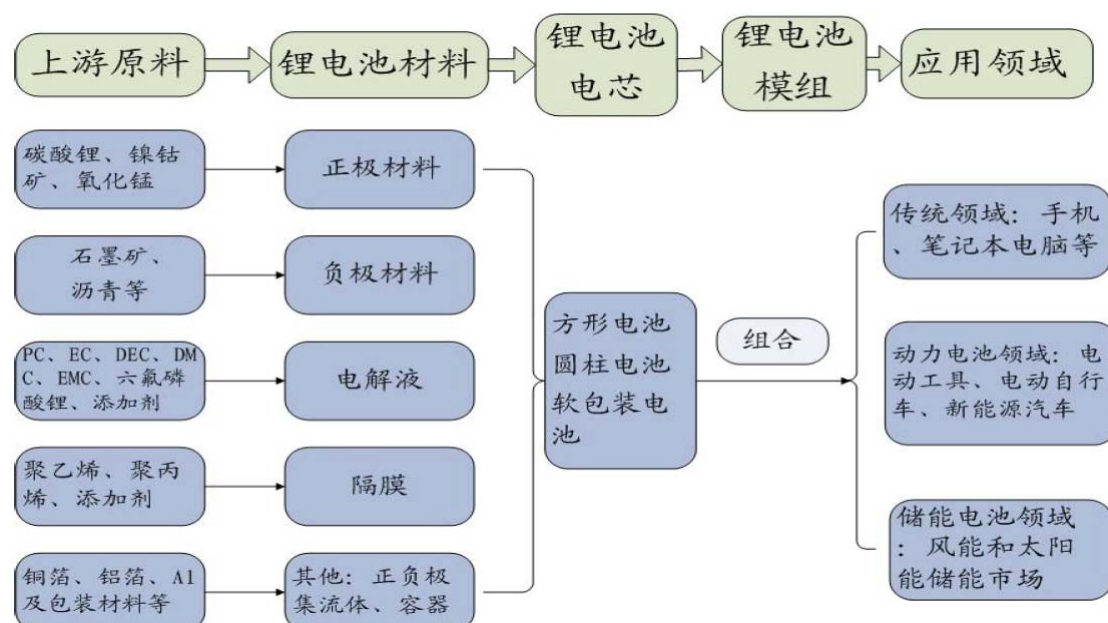 上游原料
锂电池材料
锂电池
电芯
锂电池
模组
应用领域
碳酸锂、镍钴
矿、氧化锰
正极材料
石墨矿、
沥青等
负极材料
PC、EC、DEC、DM
C、EMC、六氟磷
酸锂、添加剂
电解液
聚乙烯、聚丙
烯、添加剂
隔膜
铜箔、铝箔、A1
及包装材料等
其他：正负极
集流体、容器
方形电池
圆柱电池
软包装电
池
组合
传统领域：手机
、笔记本电脑等
动力电池领域：电
动工具、电动自行
车、新能源汽车
储能电池领域
：风能和太阳
能储能市场